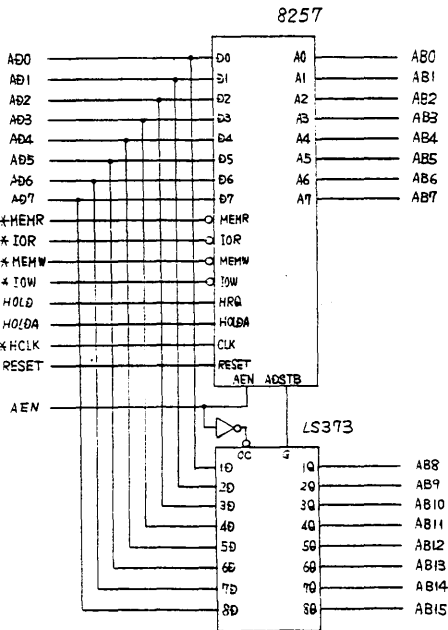 8257
AD0 D0 A0 AB0
AD1 D1 A1 AB1
AD2 D2 A2 AB2
AD3 D3 A3 AB3
AD4 D4 A4 AB4
AD5 D5 A5 AB5
AD6 D6 A6 AB6
AD7 D7 A7 AB7
*MEMR MEMR
*IOR IOR
*MEMW MEMW
*IOW IOW
HOLD HRQ
HOLDA HOLDA
*HCLK CLK
RESET RESET
AEN ADSTB
AEN
LS373
OC G
1D 1Q AB8
2D 2Q AB9
3D 3Q AB10
4D 4Q AB11
5D 5Q AB12
6D 6Q AB13
7D 7Q AB14
8D 8Q AB15